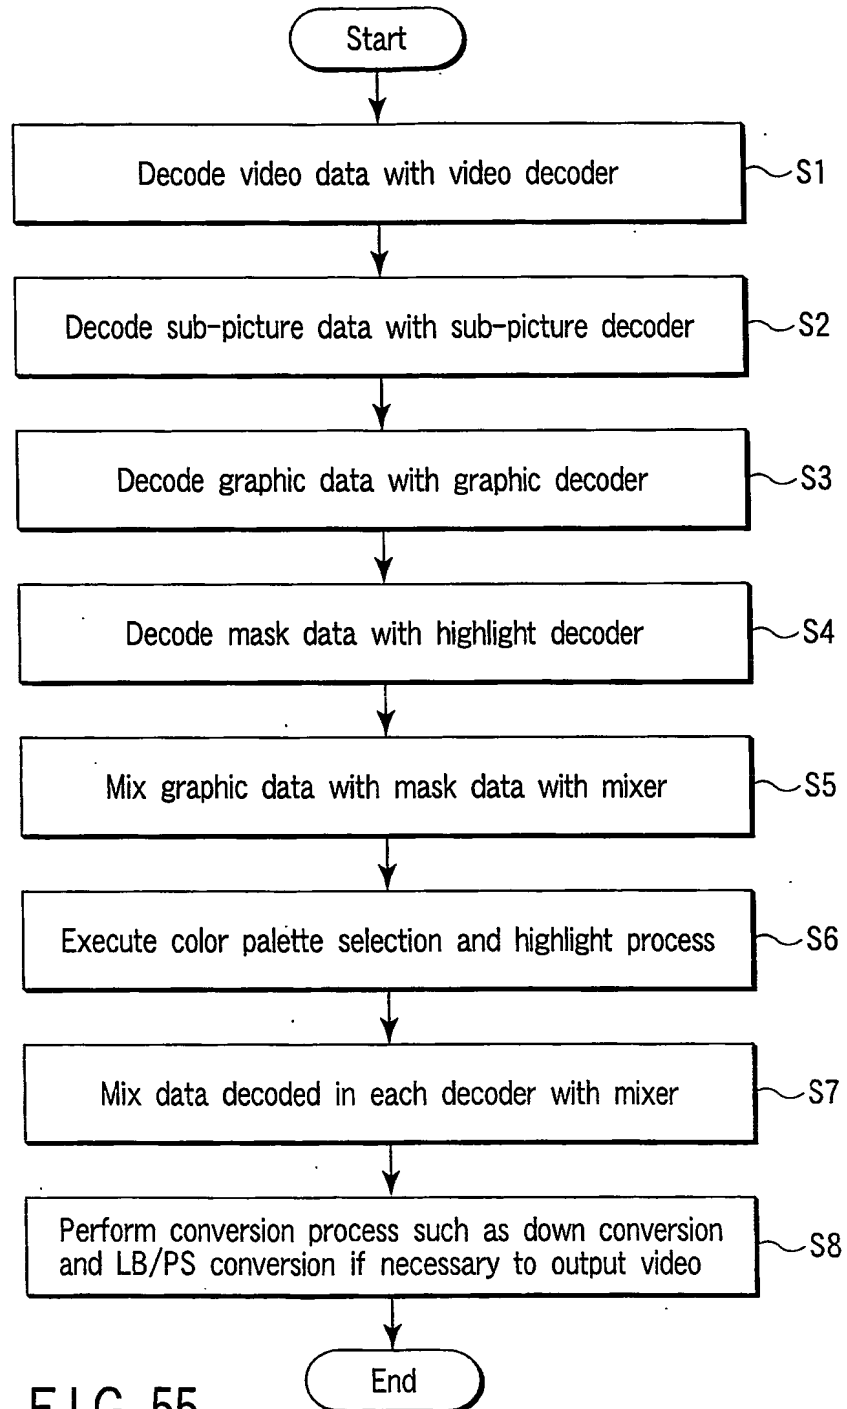 Start
Decode video data with video decoder
S1
Decode sub-picture data with sub-picture decoder
S2
Decode graphic data with graphic decoder
S3
Decode mask data with highlight decoder
S4
Mix graphic data with mask data with mixer
S5
Execute color palette selection and highlight process
S6
Mix data decoded in each decoder with mixer
S7
Perform conversion process such as down conversion
and LB/PS conversion if necessary to output video
S8
End
FIG. 55